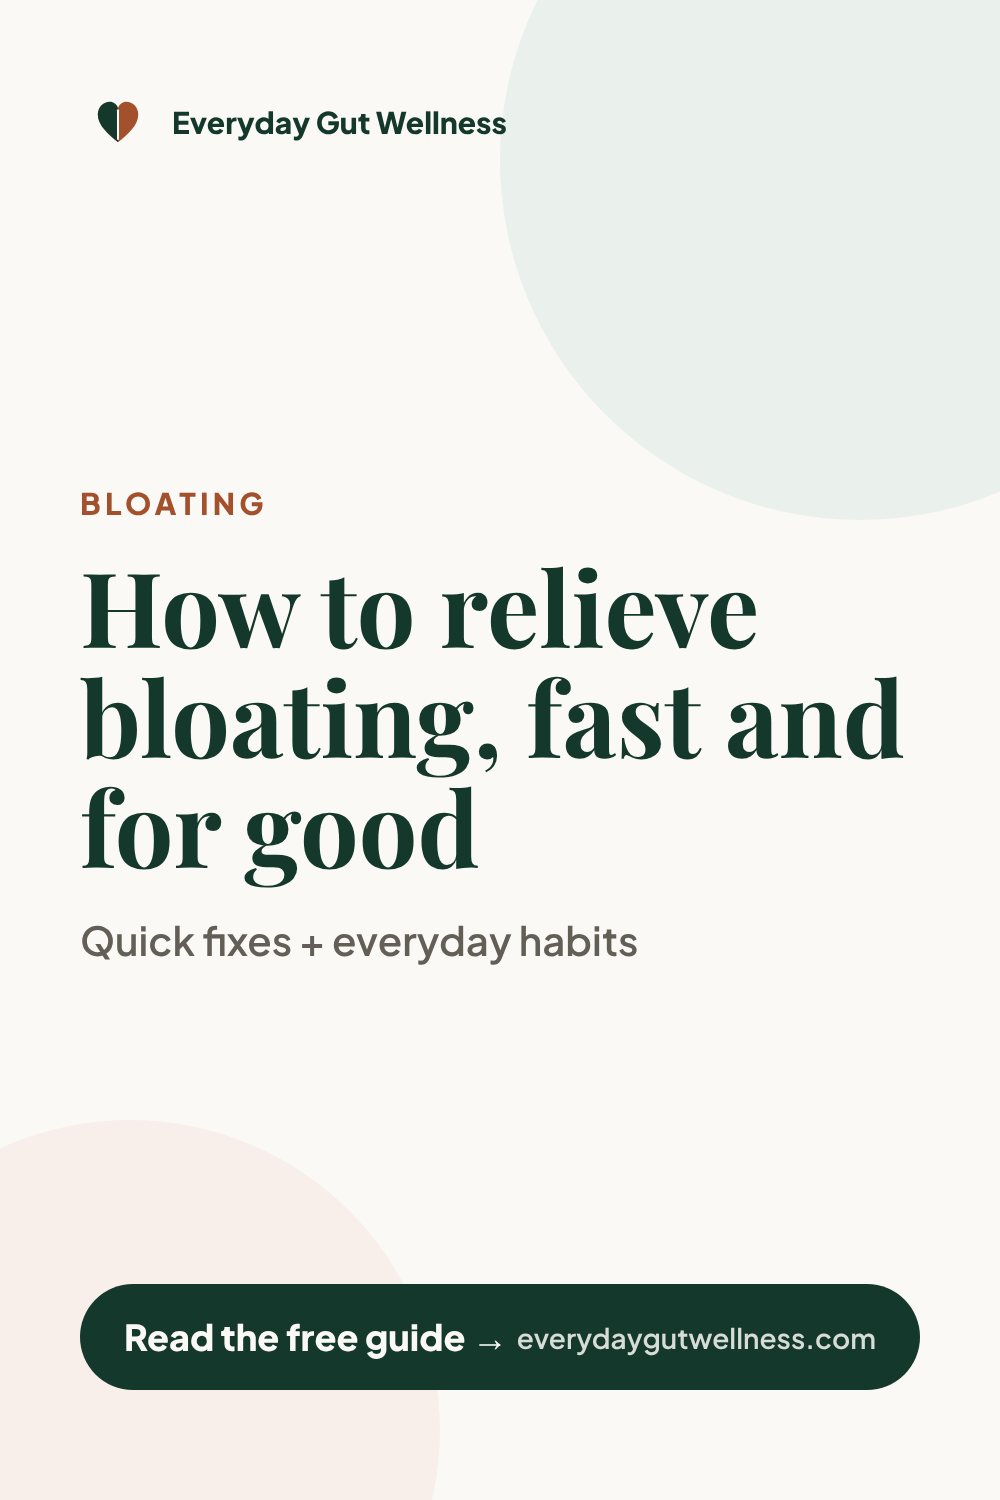 Everyday Gut Wellness
BLOATING
How to relieve
bloating, fast and
for good
Quick fixes + everyday habits
Read the free guide → everydaygutwellness.com